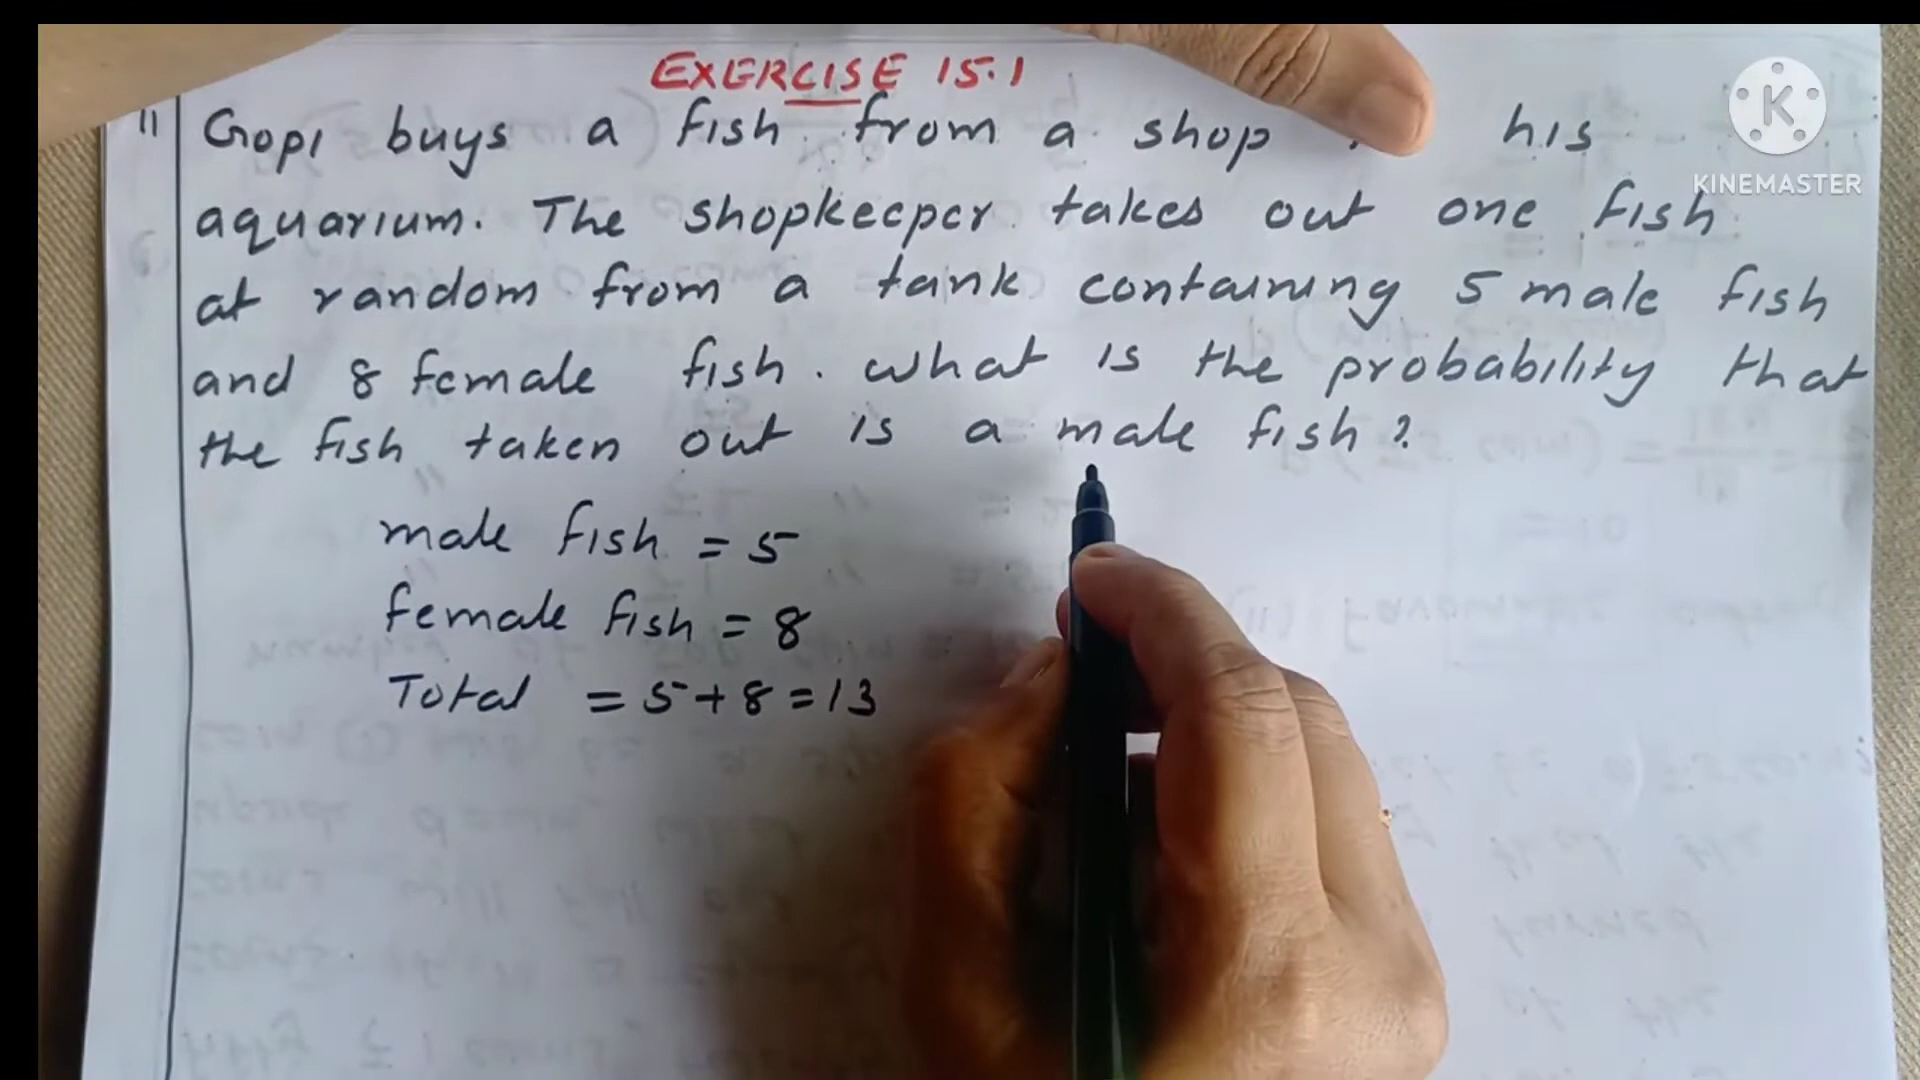 EXERCISE 15.1
11 Gopi buys a fish from a shop his
aquarium. The shopkeeper takes out one fish
at random from a tank containing 5 male fish
and 8 female fish. what is the probability that
the fish taken out is a male fish?
male fish = 5
female fish = 8
Total = 5+8=13
K
KINEMASTER